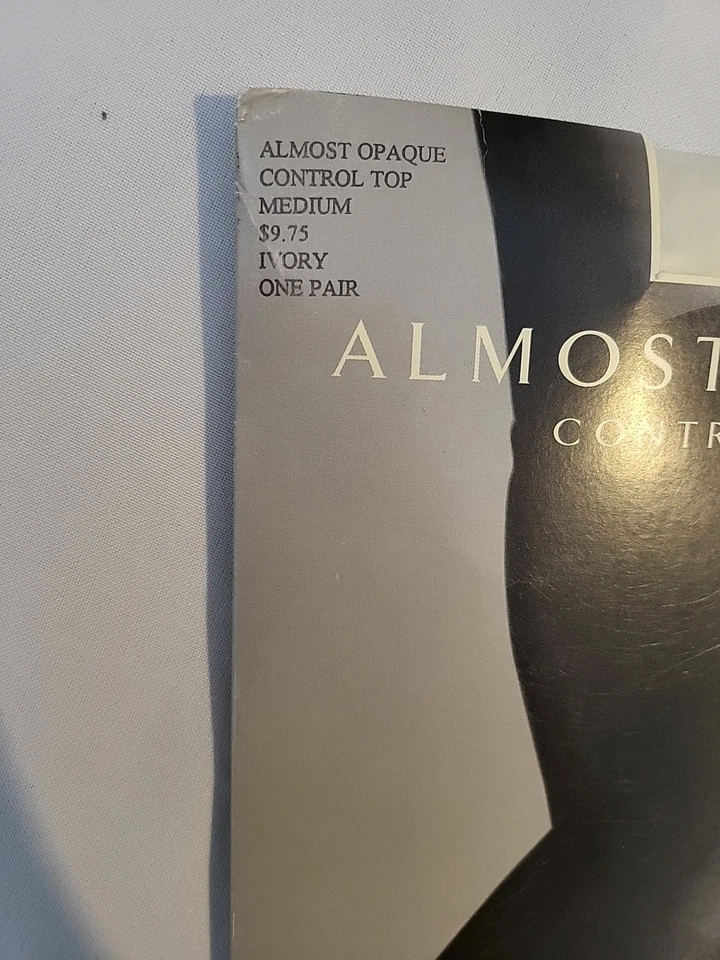 ALMOST OPAQUE
CONTROL TOP
MEDIUM
$9.75
IVORY
ONE PAIR
ALMOST
CONTR